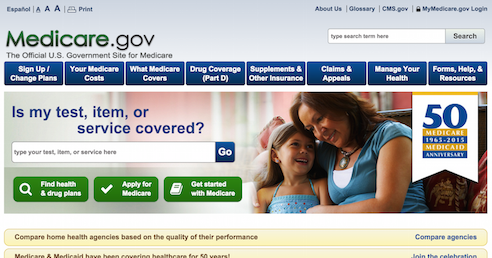 Español A A A Print About Us Glossary CMS.gov MyMedicare.gov Login
Medicare.gov
The Official U.S. Government Site for Medicare
type search term here Search
Sign Up / Change Plans
Your Medicare Costs
What Medicare Covers
Drug Coverage (Part D)
Supplements & Other Insurance
Claims & Appeals
Manage Your Health
Forms, Help, & Resources
Is my test, item, or
service covered?
type your test, item, or service here Go
Find health
& drug plans
Apply for
Medicare
Get started
with Medicare
50
MEDICARE
1965-2015
MEDICAID
ANNIVERSARY
Compare home health agencies based on the quality of their performance Compare agencies
Medicare & Medicaid have been covering healthcare for 50 years! Join the celebration